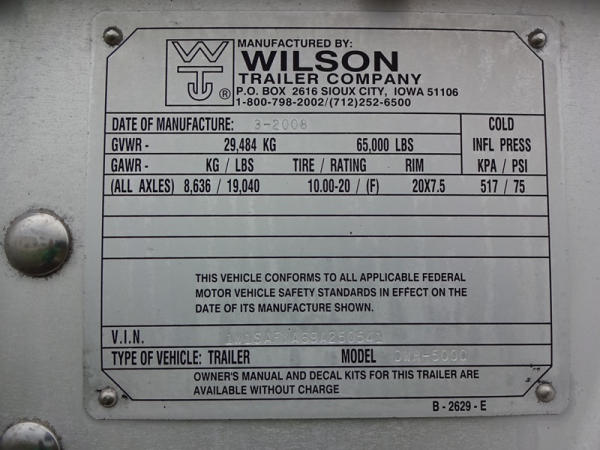 MANUFACTURED BY:
WILSON
TRAILER COMPANY
P.O. BOX 2616 SIOUX CITY, IOWA 51106
1-800-798-2002/(712)252-6500
WT ®
DATE OF MANUFACTURE: 3-2008 COLD
GVWR - 29,484 KG 65,000 LBS INFL PRESS
GAWR - KG / LBS TIRE / RATING RIM KPA / PSI
(ALL AXLES) 8,636 / 19,040 10.00-20 / (F) 20X7.5 517 / 75
THIS VEHICLE CONFORMS TO ALL APPLICABLE FEDERAL
MOTOR VEHICLE SAFETY STANDARDS IN EFFECT ON THE
DATE OF ITS MANUFACTURE SHOWN.
V.I.N.
TYPE OF VEHICLE: TRAILER MODEL DWH-500D
OWNER'S MANUAL AND DECAL KITS FOR THIS TRAILER ARE
AVAILABLE WITHOUT CHARGE
B - 2629 - E